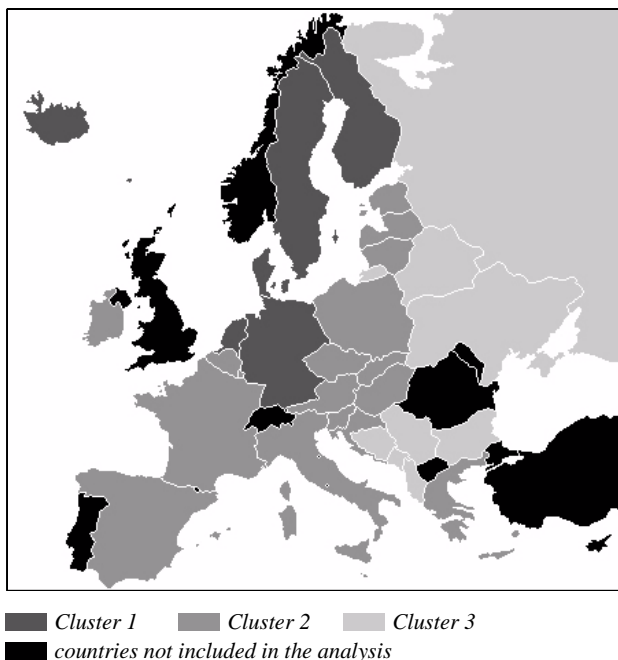 Cluster 1 Cluster 2 Cluster 3
countries not included in the analysis